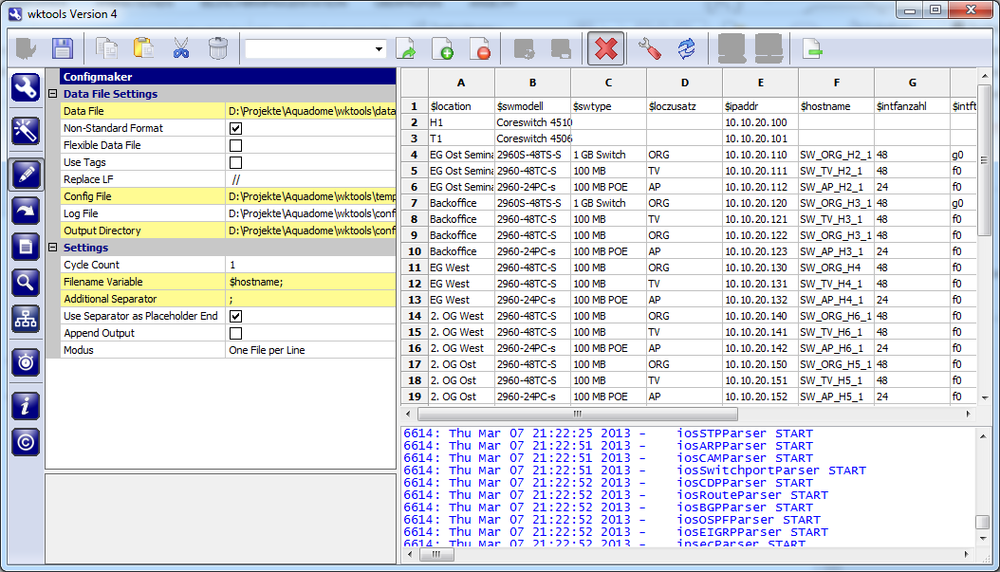 wktools Version 4
Configmaker
Data File Settings
Data File D:\Projekte\Aquadome\wktools\data
Non-Standard Format
Flexible Data File
Use Tags
Replace LF //
Config File D:\Projekte\Aquadome\wktools\temp
Log File D:\Projekte\Aquadome\wktools\conf
Output Directory D:\Projekte\Aquadome\wktools\conf
Settings
Cycle Count 1
Filename Variable $hostname;
Additional Separator ;
Use Separator as Placeholder End
Append Output
Modus One File per Line
A B C D E F G
1 $location $swmodell $swtype $loczusatz $ipaddr $hostname $intfanzahl $intft
2 H1 Coreswitch 4510 10.10.20.100
3 T1 Coreswitch 4506 10.10.20.101
4 EG Ost Semina 2960S-48TS-S 1 GB Switch ORG 10.10.20.110 SW_ORG_H2_1 48 g0
5 EG Ost Semina 2960-48TC-S 100 MB TV 10.10.20.111 SW_TV_H2_1 48 f0
6 EG Ost Semina 2960-24PC-s 100 MB POE AP 10.10.20.112 SW_AP_H2_1 24 f0
7 Backoffice 2960S-48TS-S 1 GB Switch ORG 10.10.20.120 SW_ORG_H3_1 48 g0
8 Backoffice 2960-48TC-S 100 MB TV 10.10.20.121 SW_TV_H3_1 48 f0
9 Backoffice 2960-48TC-S 100 MB ORG 10.10.20.122 SW_ORG_H3_1 48 f0
10 Backoffice 2960-24PC-s 100 MB POE AP 10.10.20.123 SW_AP_H3_1 24 f0
11 EG West 2960-48TC-S 100 MB ORG 10.10.20.130 SW_ORG_H4 48 f0
12 EG West 2960-48TC-S 100 MB TV 10.10.20.131 SW_TV_H4_1 48 f0
13 EG West 2960-24PC-s 100 MB POE AP 10.10.20.132 SW_AP_H4_1 24 f0
14 2. OG West 2960-48TC-S 100 MB ORG 10.10.20.140 SW_ORG_H6_1 48 f0
15 2. OG West 2960-48TC-S 100 MB TV 10.10.20.141 SW_TV_H6_1 48 f0
16 2. OG West 2960-24PC-s 100 MB POE AP 10.10.20.142 SW_AP_H6_1 24 f0
17 2. OG Ost 2960-48TC-S 100 MB ORG 10.10.20.150 SW_ORG_H5_1 48 f0
18 2. OG Ost 2960-48TC-S 100 MB TV 10.10.20.151 SW_TV_H5_1 48 f0
19 2. OG Ost 2960-24PC-s 100 MB POE AP 10.10.20.152 SW_AP_H5_1 24 f0
6614: Thu Mar 07 21:22:25 2013 - iosSTPParser START
6614: Thu Mar 07 21:22:51 2013 - iosARPParser START
6614: Thu Mar 07 21:22:51 2013 - iosCAMParser START
6614: Thu Mar 07 21:22:51 2013 - iosSwitchportParser START
6614: Thu Mar 07 21:22:52 2013 - iosCDPParser START
6614: Thu Mar 07 21:22:52 2013 - iosRouteParser START
6614: Thu Mar 07 21:22:52 2013 - iosBGPParser START
6614: Thu Mar 07 21:22:52 2013 - iosOSPFParser START
6614: Thu Mar 07 21:22:52 2013 - iosEIGRPParser START
6614: Thu Mar 07 21:22:52 2013 - ipsecParser START